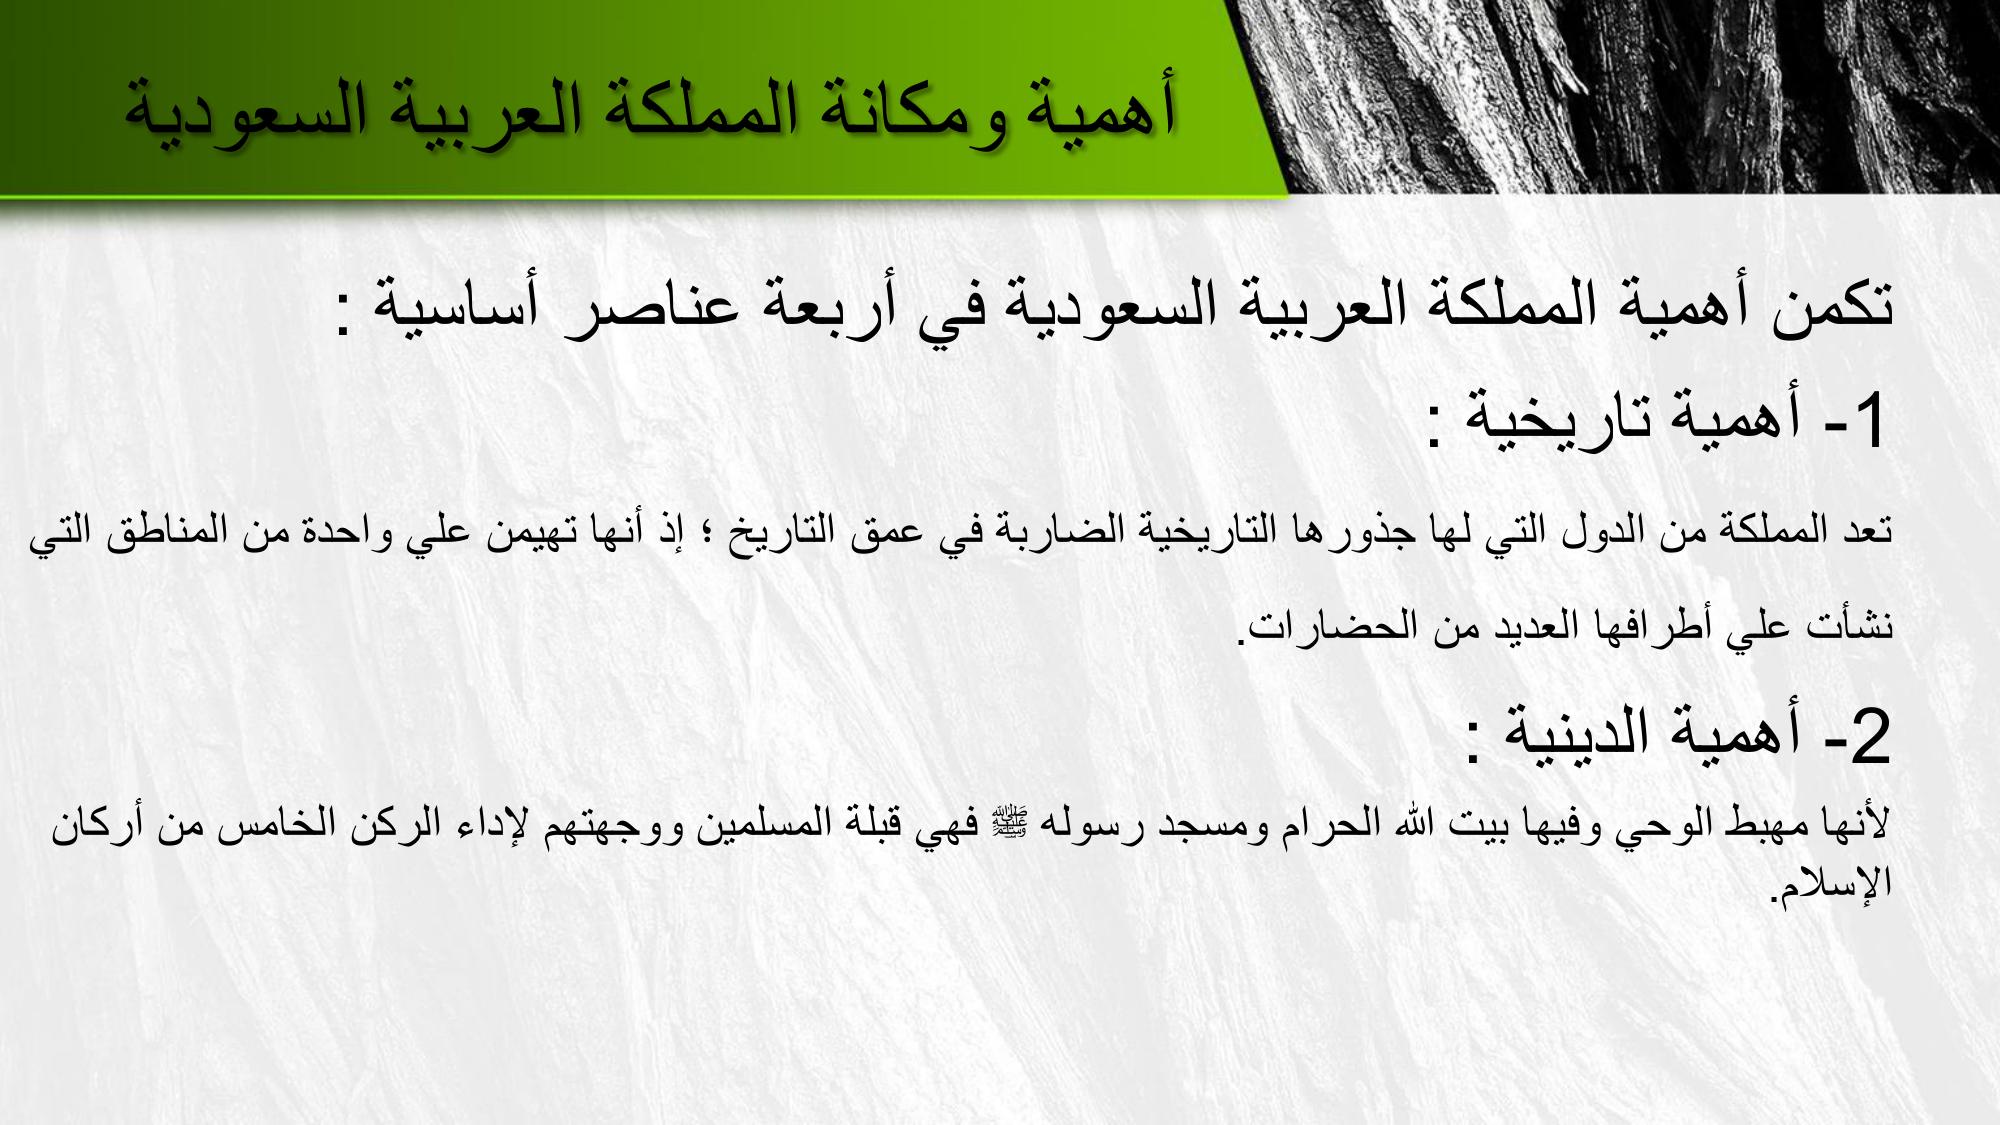 أهمية ومكانة المملكة العربية السعودية
تكمن أهمية المملكة العربية السعودية في أربعة عناصر أساسية :
1- أهمية تاريخية :
تعد المملكة من الدول التي لها جذورها التاريخية الضاربة في عمق التاريخ ؛ إذ أنها تهيمن علي واحدة من المناطق التي
نشأت علي أطرافها العديد من الحضارات.
2- أهمية الدينية :
لأنها مهبط الوحي وفيها بيت الله الحرام ومسجد رسوله ﷺ فهي قبلة المسلمين ووجهتهم لإداء الركن الخامس من أركان
الإسلام.